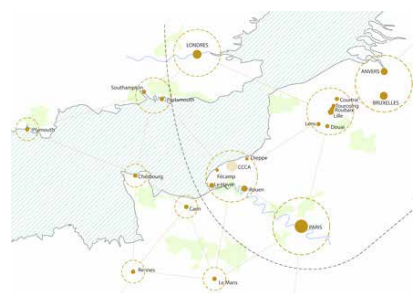 LONDRES
ANVERS
BRUXELLES
Southampton
Portsmouth
Plymouth
Courtrai
Tourcoing
Roubaix
Lille
Lens
Douai
Dieppe
CCCA
Fécamp
Le Havre
Rouen
Cherbourg
Caen
PARIS
Rennes
Le Mans